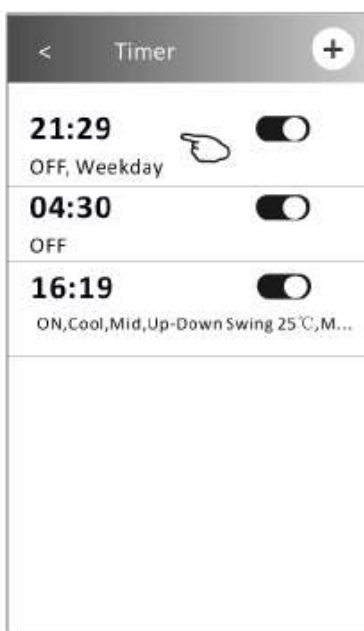 < Timer +
21:29
OFF, Weekday
04:30
OFF
16:19
ON,Cool,Mid,Up-Down Swing 25℃,M...